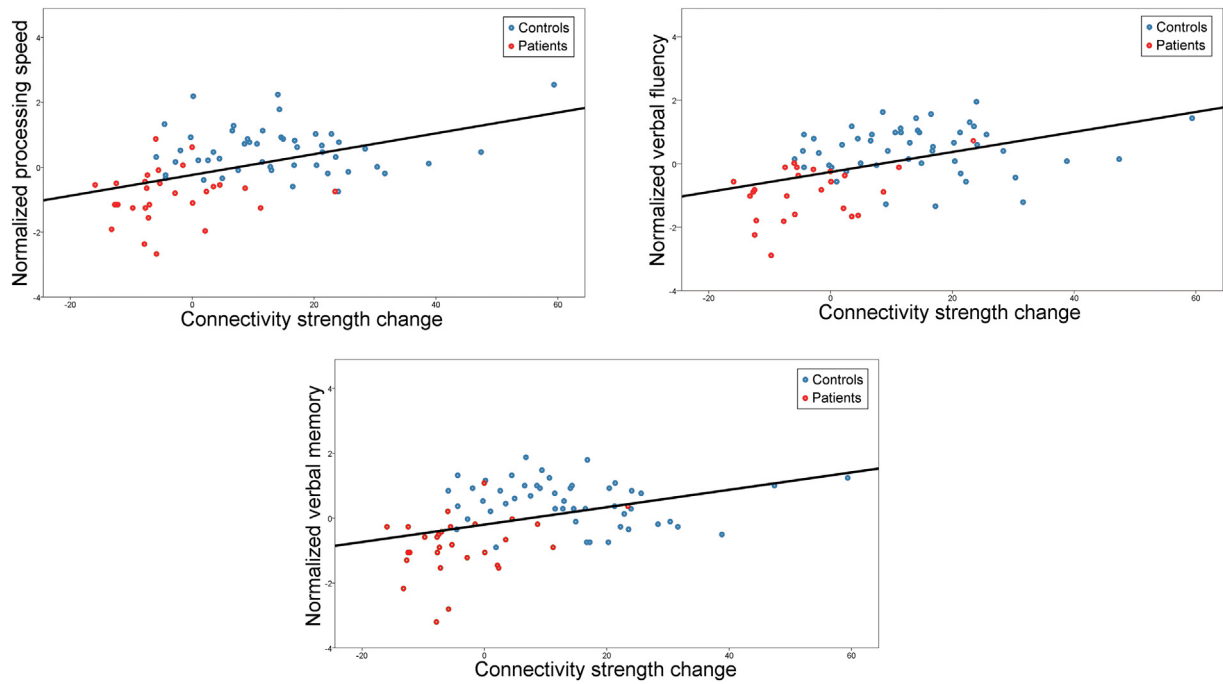 Normalized processing speed
4
2
0
-2
-4
Controls
Patients
-20
0
20
40
60
Connectivity strength change
Normalized verbal fluency
4
2
0
-2
-4
Controls
Patients
-20
0
20
40
60
Connectivity strength change
Normalized verbal memory
4
2
0
-2
-4
Controls
Patients
-20
0
20
40
60
Connectivity strength change